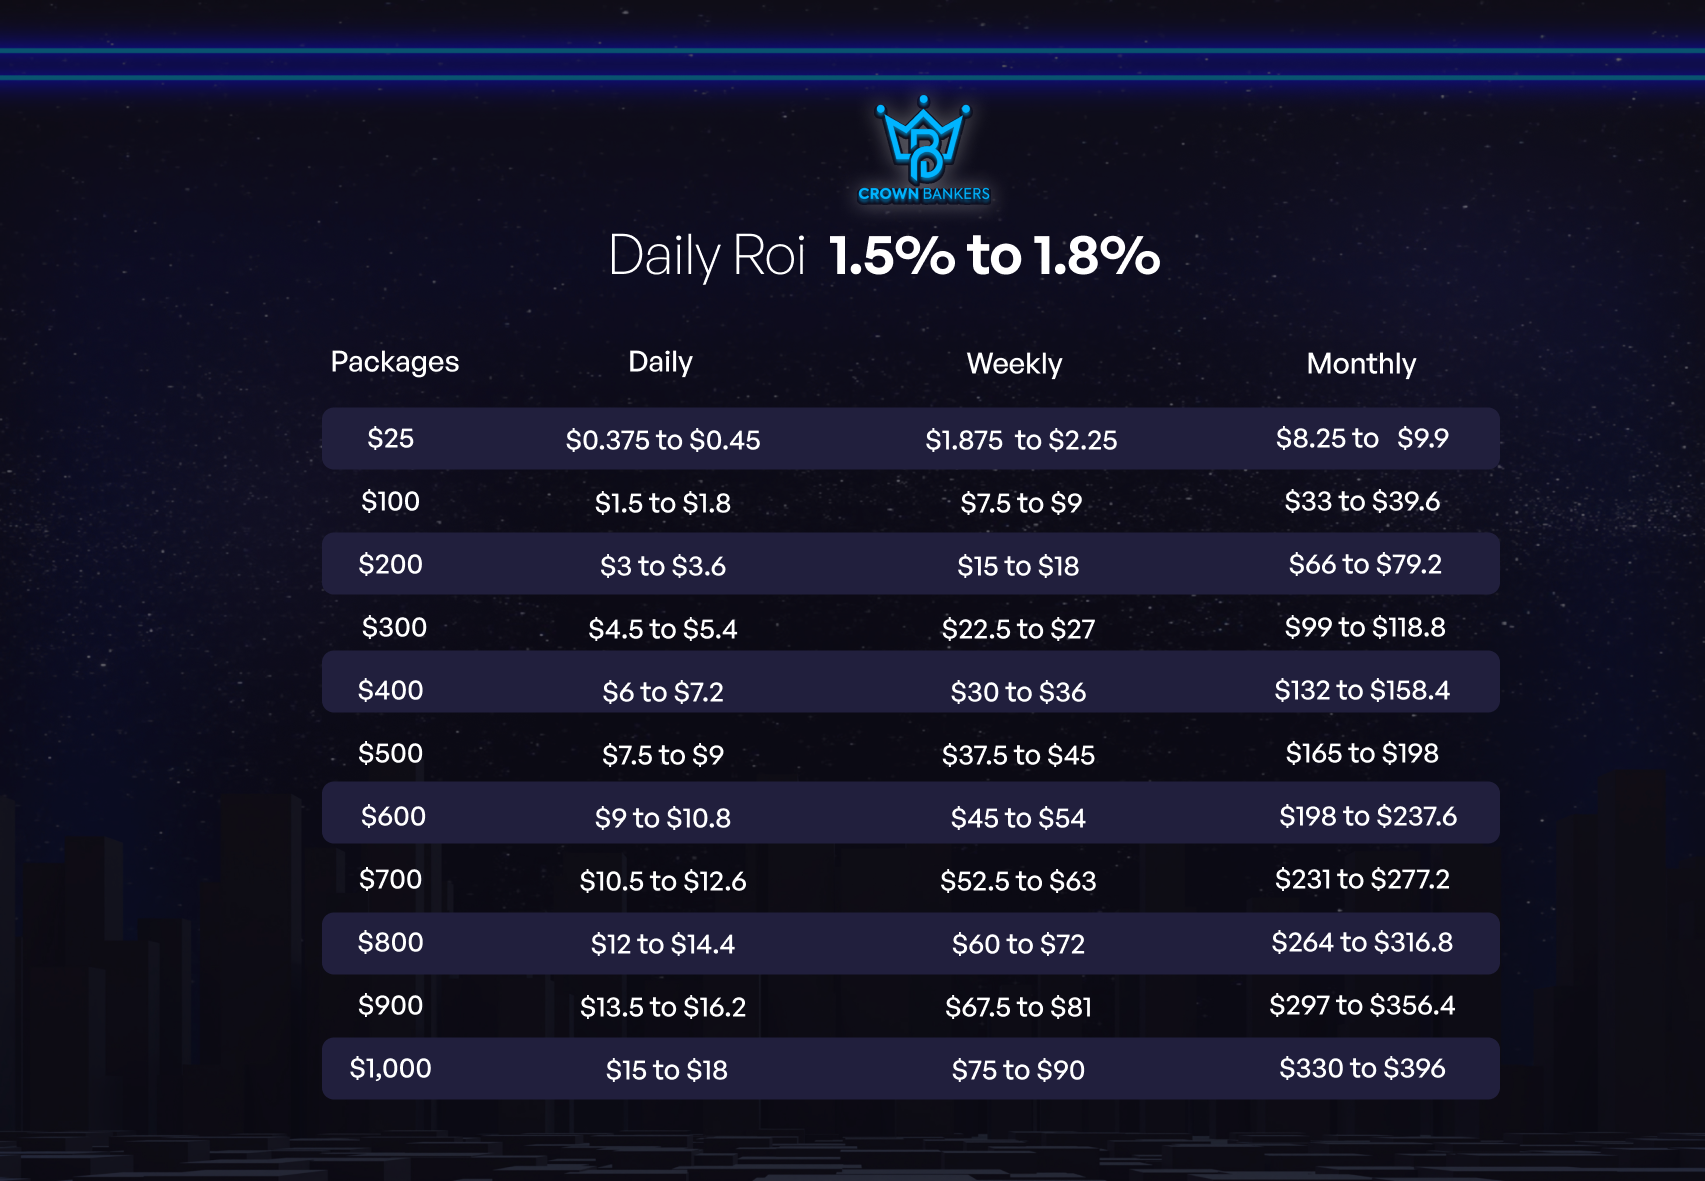 CROWN BANKERS
Daily Roi 1.5% to 1.8%
Packages Daily Weekly Monthly
$25 $0.375 to $0.45 $1.875 to $2.25 $8.25 to $9.9
$100 $1.5 to $1.8 $7.5 to $9 $33 to $39.6
$200 $3 to $3.6 $15 to $18 $66 to $79.2
$300 $4.5 to $5.4 $22.5 to $27 $99 to $118.8
$400 $6 to $7.2 $30 to $36 $132 to $158.4
$500 $7.5 to $9 $37.5 to $45 $165 to $198
$600 $9 to $10.8 $45 to $54 $198 to $237.6
$700 $10.5 to $12.6 $52.5 to $63 $231 to $277.2
$800 $12 to $14.4 $60 to $72 $264 to $316.8
$900 $13.5 to $16.2 $67.5 to $81 $297 to $356.4
$1,000 $15 to $18 $75 to $90 $330 to $396